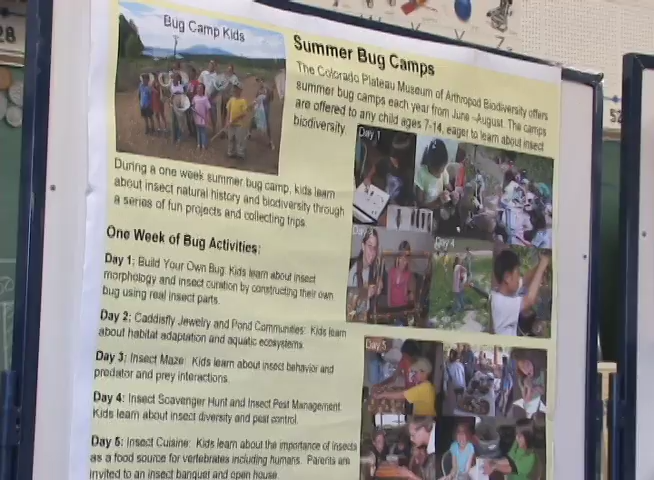 Bug Camp Kids
Summer Bug Camps
The Colorado Plateau Museum of Arthropod Biodiversity offers
summer bug camps each year from June -August. The camps
are offered to any child ages 7-14, eager to learn about insect
biodiversity.
During a one week summer bug camp, kids learn
about insect natural history and biodiversity through
a series of fun projects and collecting trips
One Week of Bug Activities:
Day 1: Build Your Own Bug: Kids learn about insect
morphology and insect curation by constructing their own
bug using real insect parts.
Day 2: Caddisfly Jewelry and Pond Communities: Kids learn
about habitat adaptation and aquatic ecosystems.
Day 3: Insect Maze: Kids learn about insect behavior and
predator and prey interactions.
Day 4: Insect Scavenger Hunt and Insect Pest Management
Kids learn about insect diversity and pest control.
Day 5: Insect Cuisine: Kids learn about the importance of insects
as a food source for vertebrates including humans. Parents are
invited to an insect banquet and open house.
Day 1
Day 4
Day 5
28
W X Y Z